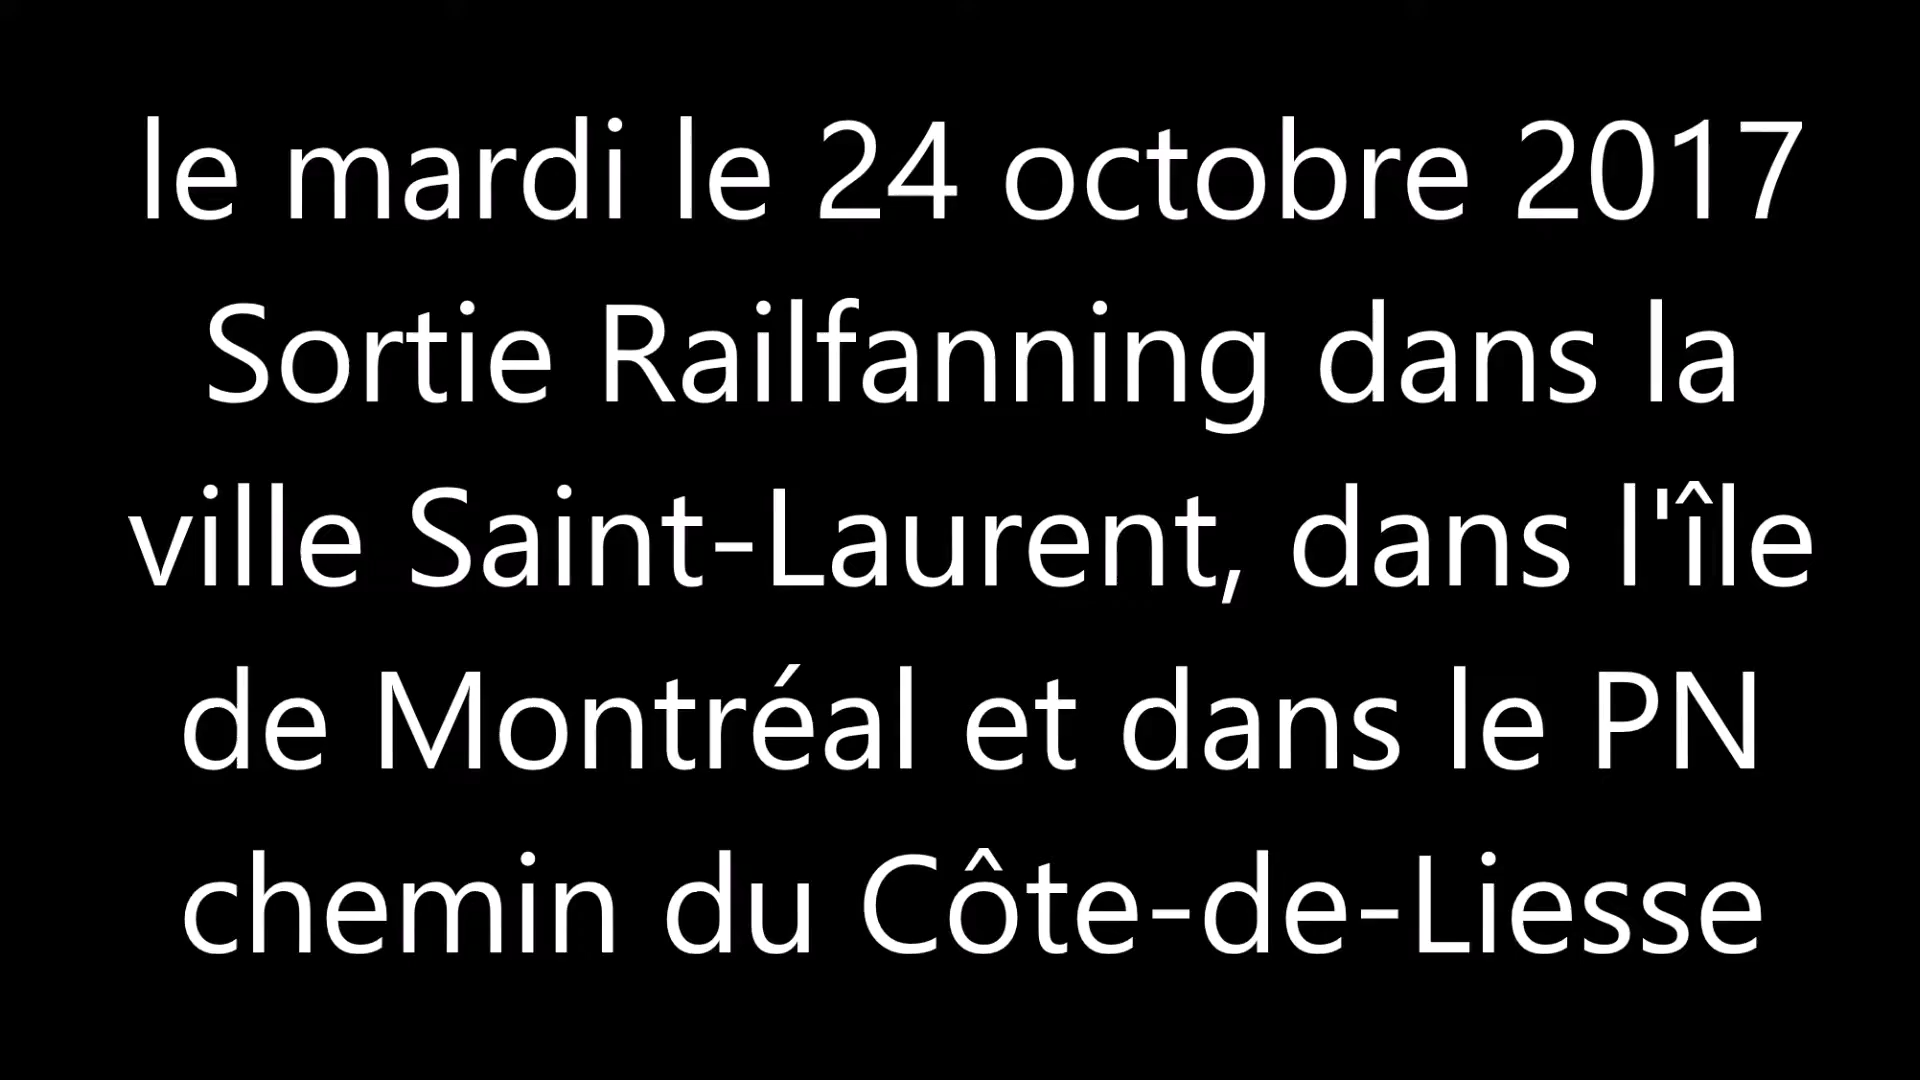 le mardi le 24 octobre 2017
Sortie Railfanning dans la
ville Saint-Laurent, dans l'île
de Montréal et dans le PN
chemin du Côte-de-Liesse